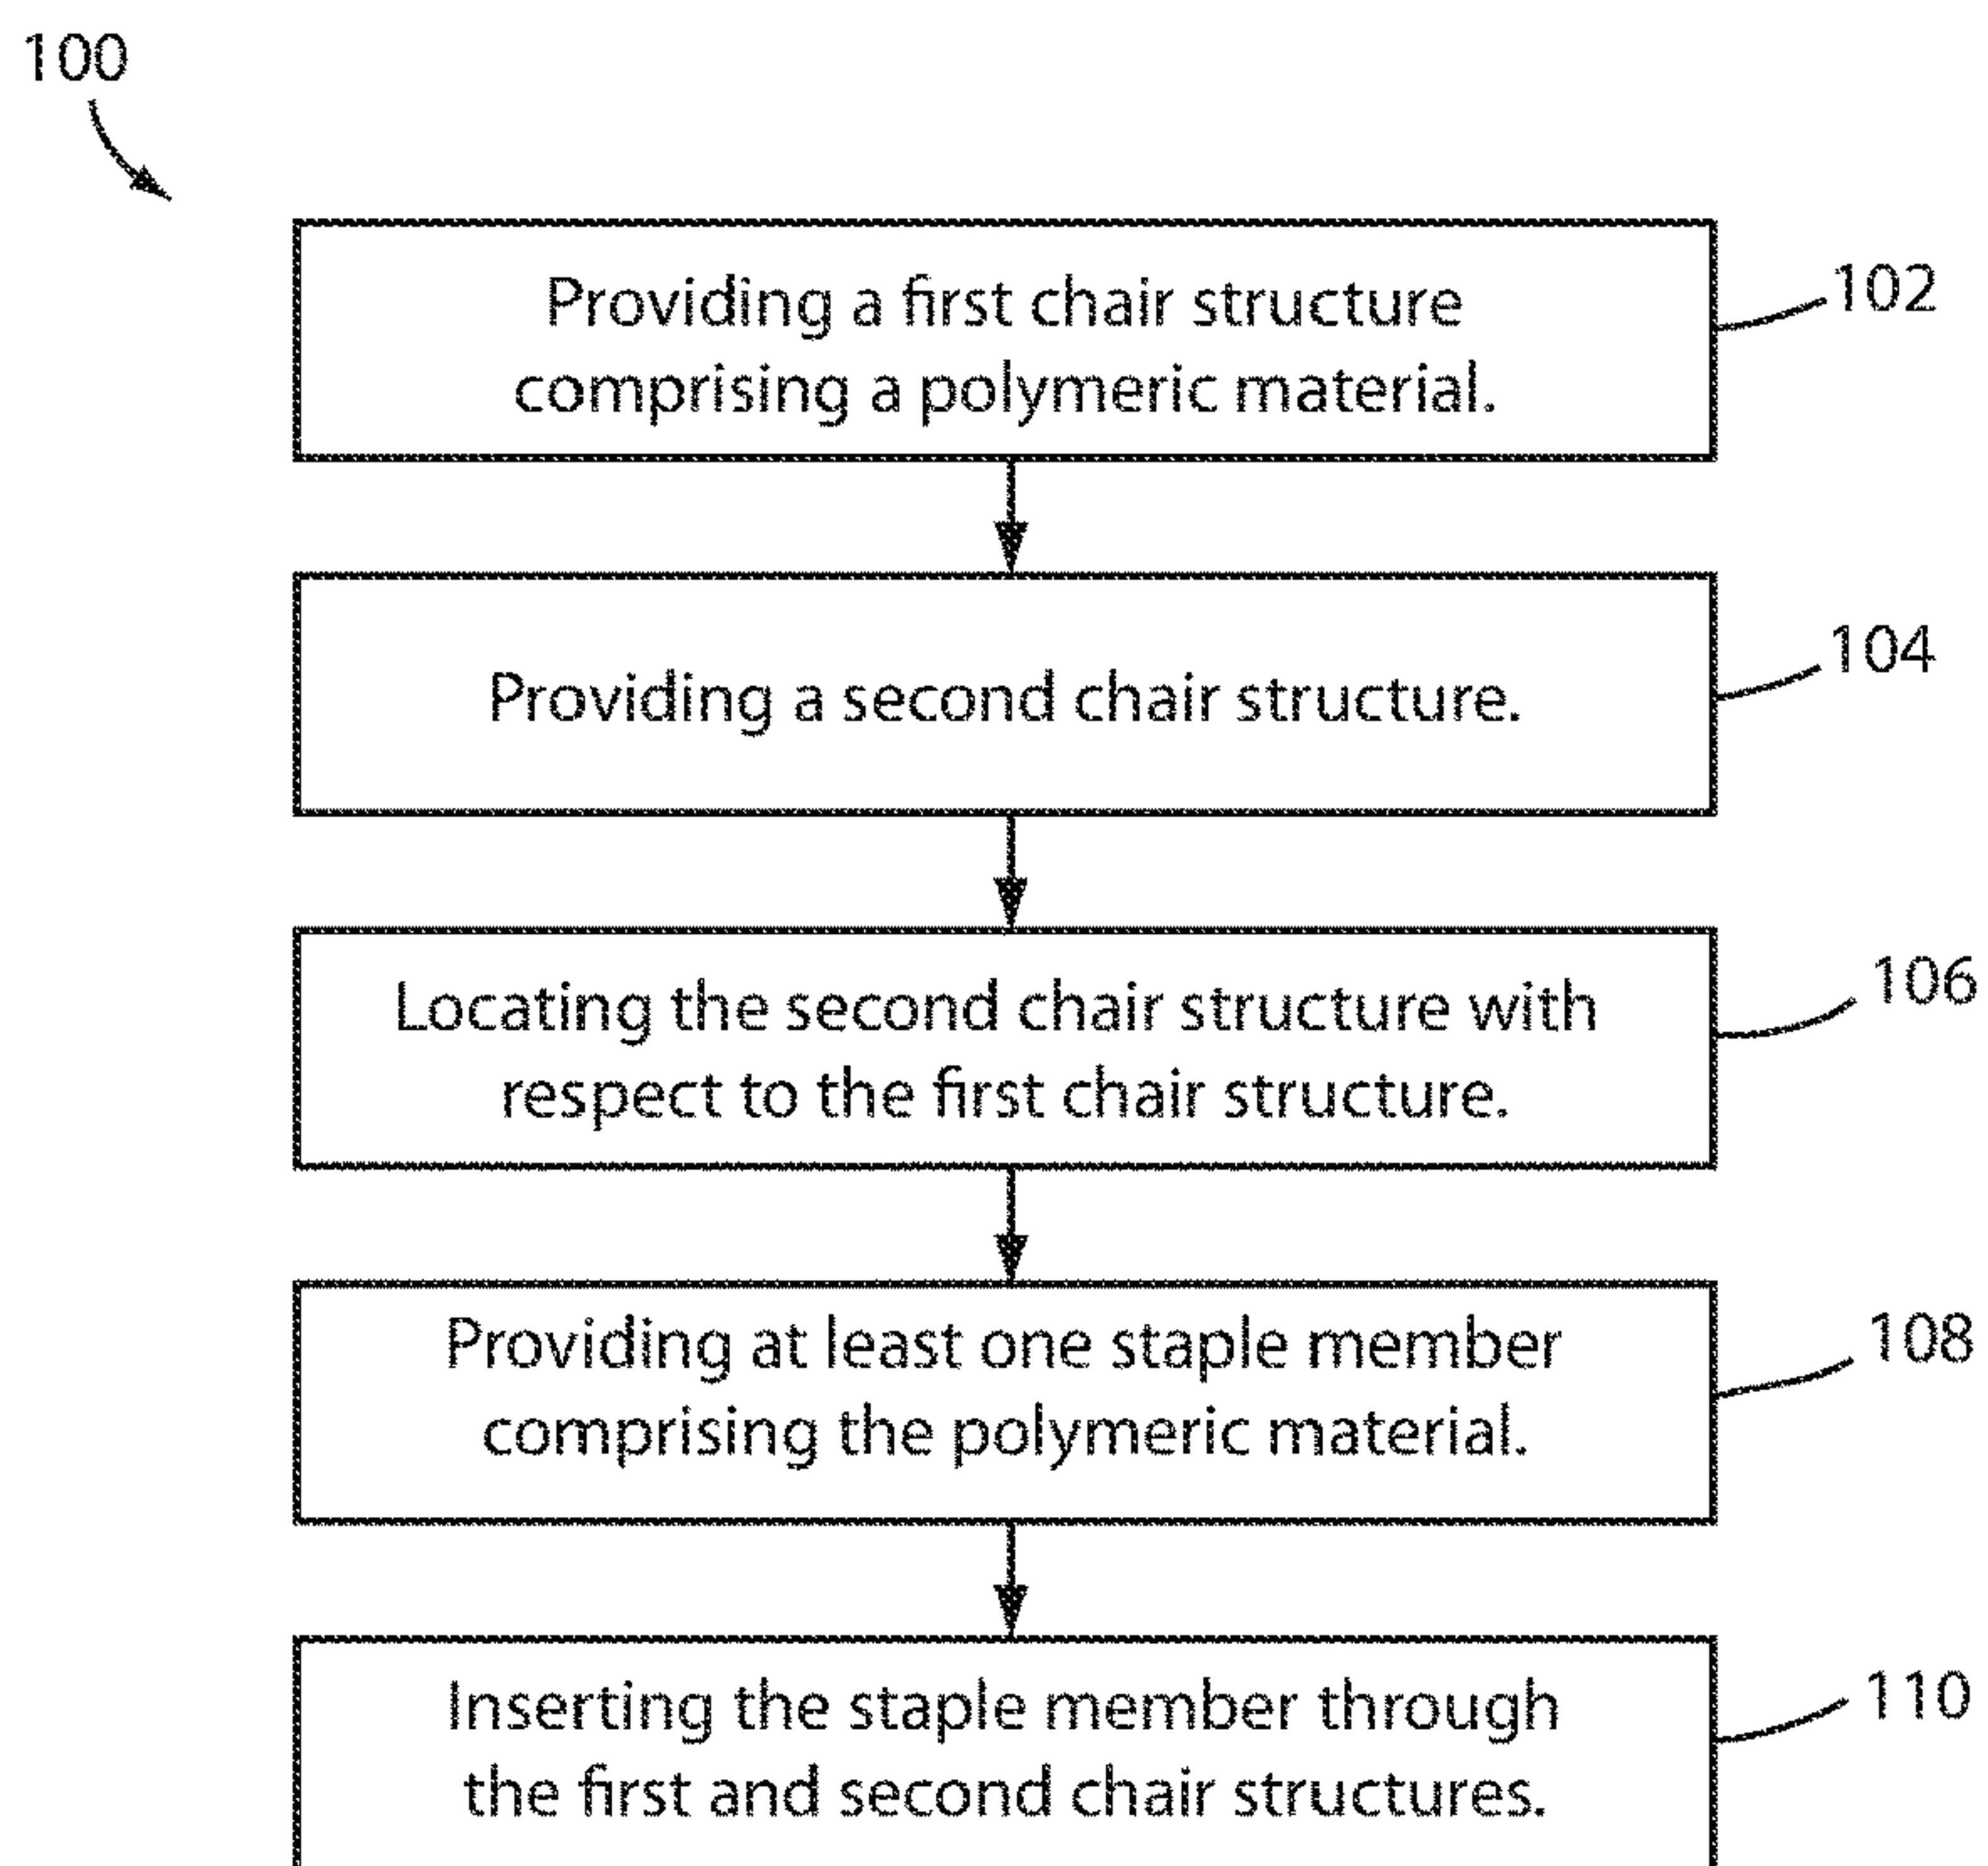 100
Providing a first chair structure
comprising a polymeric material.
102
Providing a second chair structure.
104
Locating the second chair structure with
respect to the first chair structure.
106
Providing at least one staple member
comprising the polymeric material.
108
Inserting the staple member through
the first and second chair structures.
110